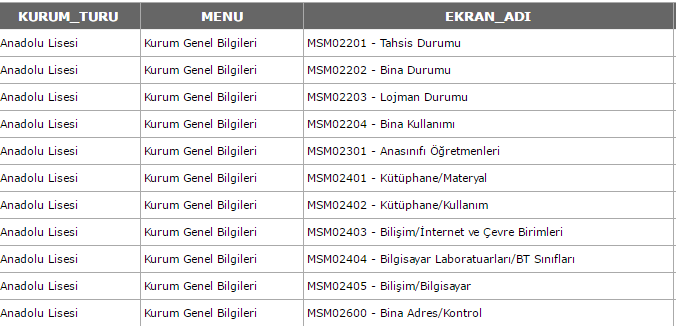 KURUM_TURU MENU EKRAN_ADI
Anadolu Lisesi Kurum Genel Bilgileri MSM02201 - Tahsis Durumu
Anadolu Lisesi Kurum Genel Bilgileri MSM02202 - Bina Durumu
Anadolu Lisesi Kurum Genel Bilgileri MSM02203 - Lojman Durumu
Anadolu Lisesi Kurum Genel Bilgileri MSM02204 - Bina Kullanımı
Anadolu Lisesi Kurum Genel Bilgileri MSM02301 - Anasınıfı Öğretmenleri
Anadolu Lisesi Kurum Genel Bilgileri MSM02401 - Kütüphane/Materyal
Anadolu Lisesi Kurum Genel Bilgileri MSM02402 - Kütüphane/Kullanım
Anadolu Lisesi Kurum Genel Bilgileri MSM02403 - Bilişim/İnternet ve Çevre Birimleri
Anadolu Lisesi Kurum Genel Bilgileri MSM02404 - Bilgisayar Laboratuarları/BT Sınıfları
Anadolu Lisesi Kurum Genel Bilgileri MSM02405 - Bilişim/Bilgisayar
Anadolu Lisesi Kurum Genel Bilgileri MSM02600 - Bina Adres/Kontrol